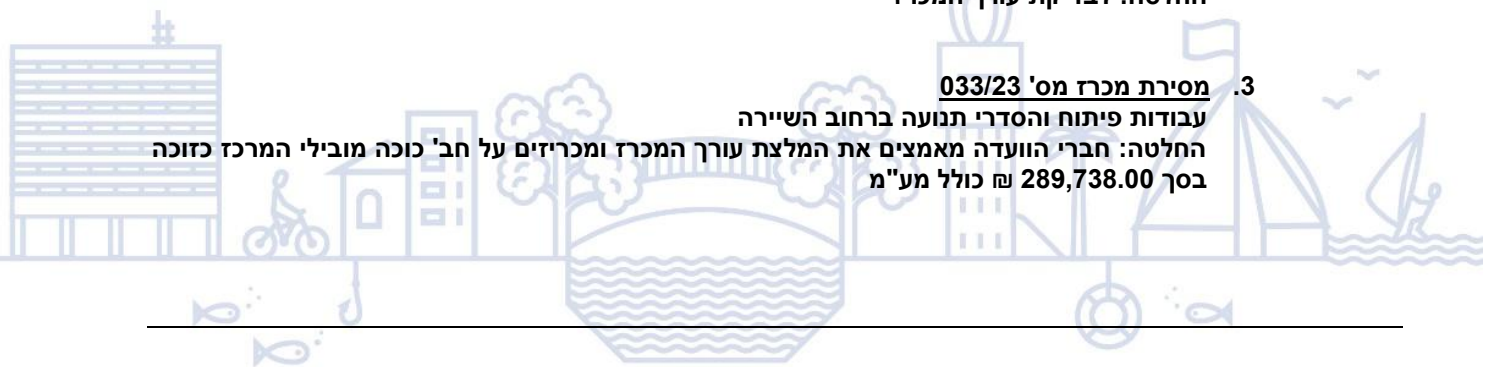 3. מסירת מכרז מס' 033/23
עבודות פיתוח והסדרי תנועה ברחוב השיירה
החלטה: חברי הוועדה מאמצים את המלצת עורך המכרז ומכריזים על חב' כוכה מובילי המרכז כזוכה
בסך 289,738.00 ₪ כולל מע"מ